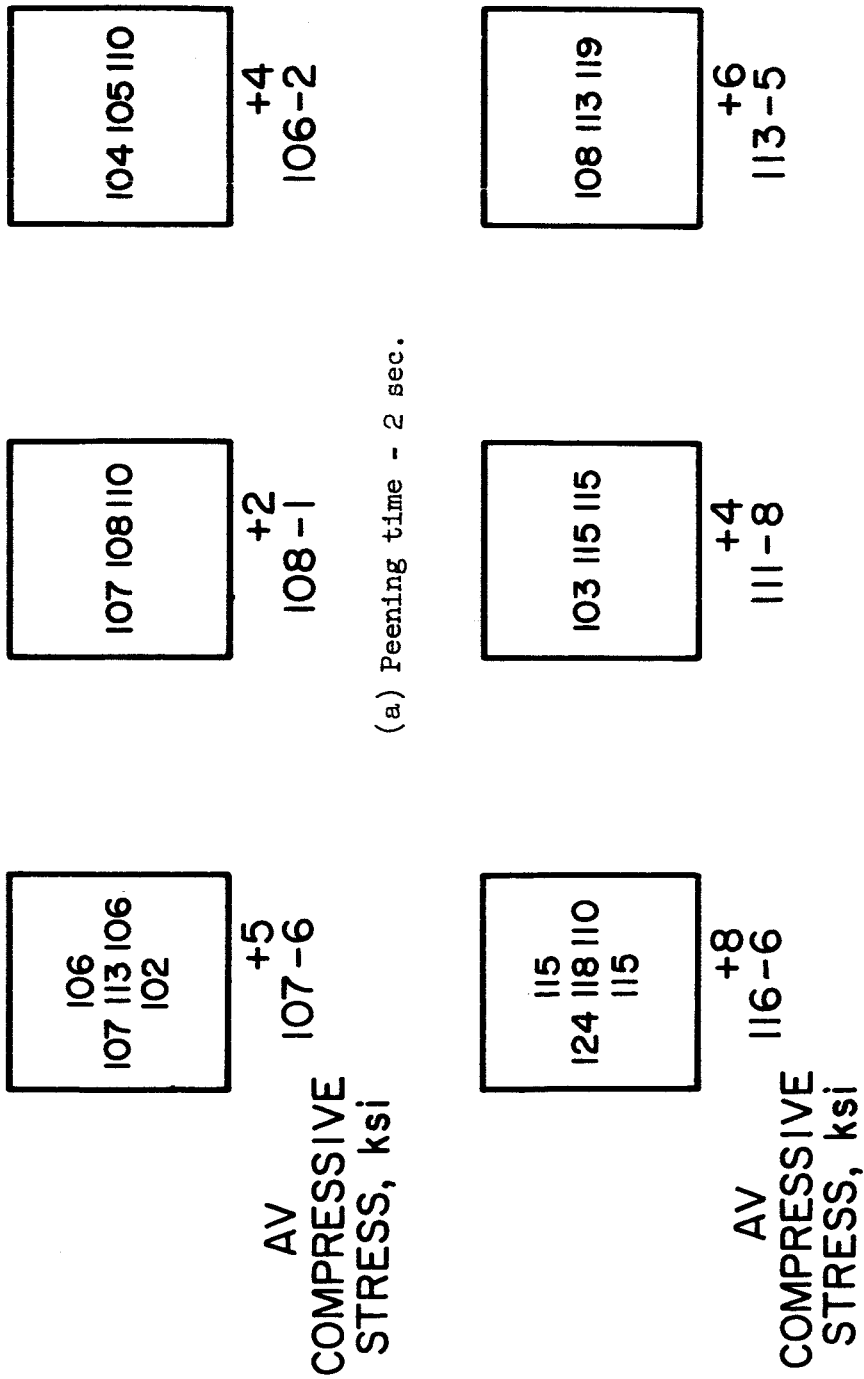 106
107 113 106
102
107 108 110
104 105 110
AV
COMPRESSIVE
STRESS, ksi
+5
107-6
+2
108-1
+4
106-2
(a) Peening time - 2 sec.
115
124 118 110
115
103 115 115
108 113 119
AV
COMPRESSIVE
STRESS, ksi
+8
116-6
+4
111-8
+6
113-5